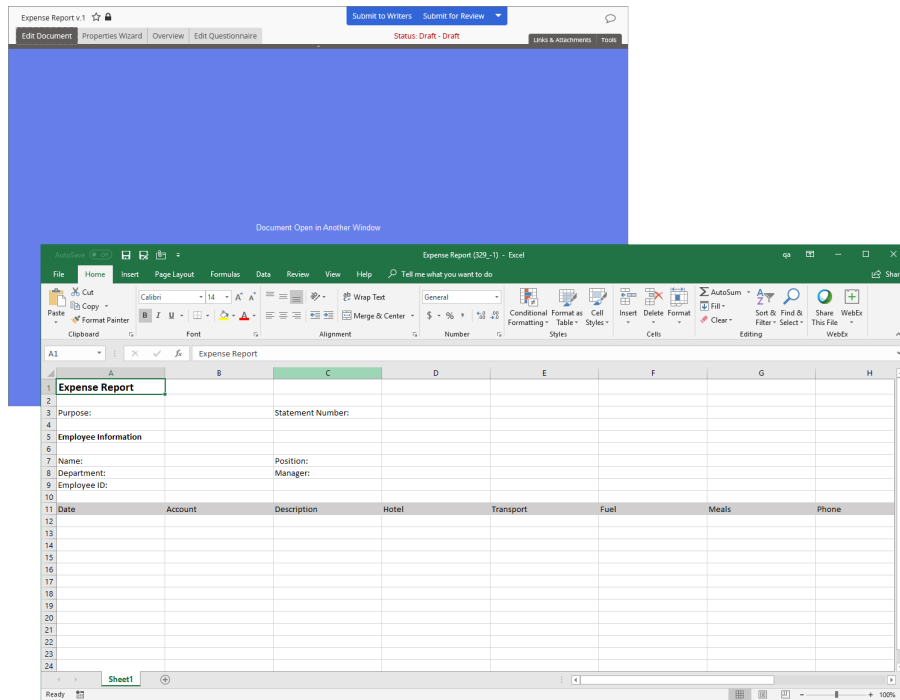 Expense Report v.1
Submit to Writers Submit for Review
Edit Document Properties Wizard Overview Edit Questionnaire
Status: Draft - Draft
Links & Attachments Tools
Document Open in Another Window
AutoSave Off
Expense Report (329_-1) - Excel
qa
File Home Insert Page Layout Formulas Data Review View Help Tell me what you want to do
Shar
Paste
Cut
Copy
Format Painter
Calibri 14
B I U
Wrap Text
Merge & Center
General
$ % ,
Conditional Formatting
Format as Table
Cell Styles
Insert Delete Format
AutoSum
Fill
Clear
Sort & Filter
Find & Select
Share This File
WebEx
Clipboard Font Alignment Number Styles Cells Editing WebEx
A1 fx Expense Report
A B C D E F G H
1 Expense Report
2
3 Purpose: Statement Number:
4
5 Employee Information
6
7 Name: Position:
8 Department: Manager:
9 Employee ID:
10
11 Date Account Description Hotel Transport Fuel Meals Phone
12
13
14
15
16
17
18
19
20
21
22
23
24
Sheet1
Ready
100%